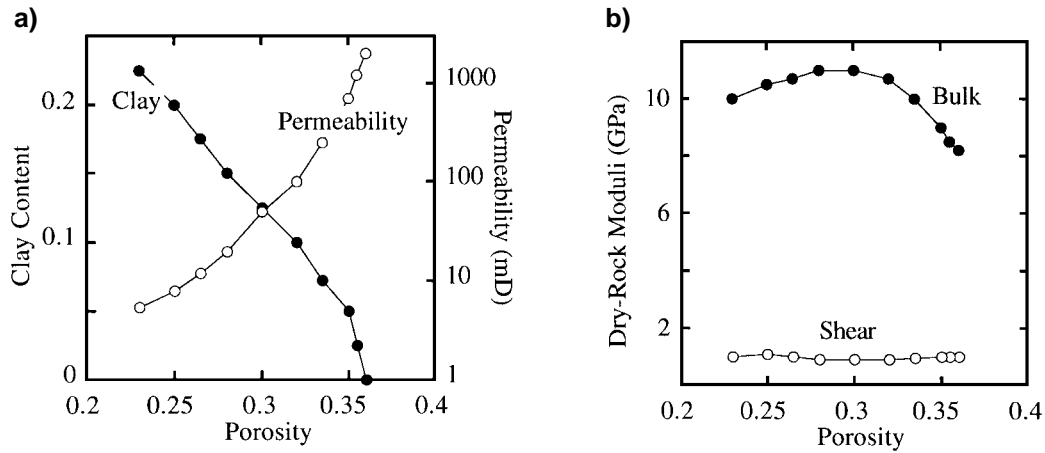 a)
Clay Content
0.2
0.1
0
Clay
Permeability
1000
100
10
1
Permeability (mD)
0.2 0.25 0.3 0.35 0.4
Porosity
b)
Dry-Rock Moduli (GPa)
10
6
2
Bulk
Shear
0.2 0.25 0.3 0.35 0.4
Porosity